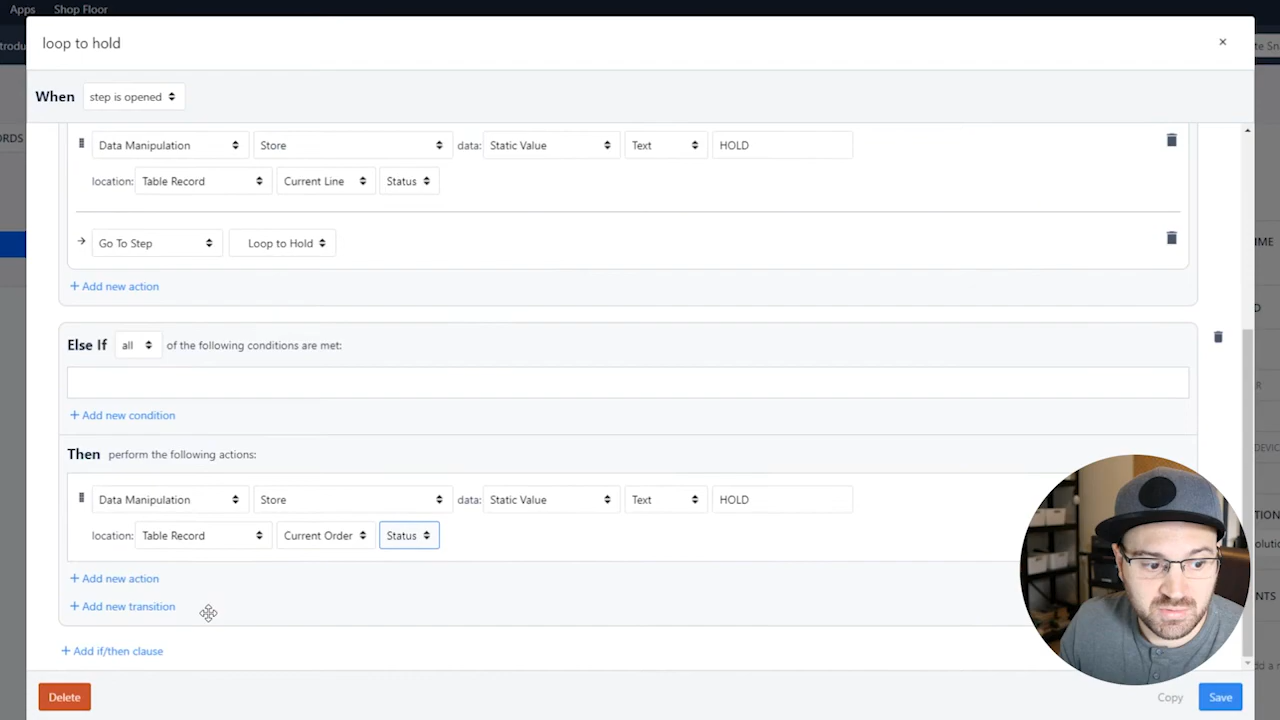 Apps Shop Floor
loop to hold ×
te Sn
When step is opened
Data Manipulation Store data: Static Value Text HOLD
location: Table Record Current Line Status
→ Go To Step Loop to Hold
+ Add new action
Else If all of the following conditions are met:
+ Add new condition
Then perform the following actions:
Data Manipulation Store data: Static Value Text HOLD
location: Table Record Current Order Status
+ Add new action
+ Add new transition
+ Add if/then clause
Delete Copy Save